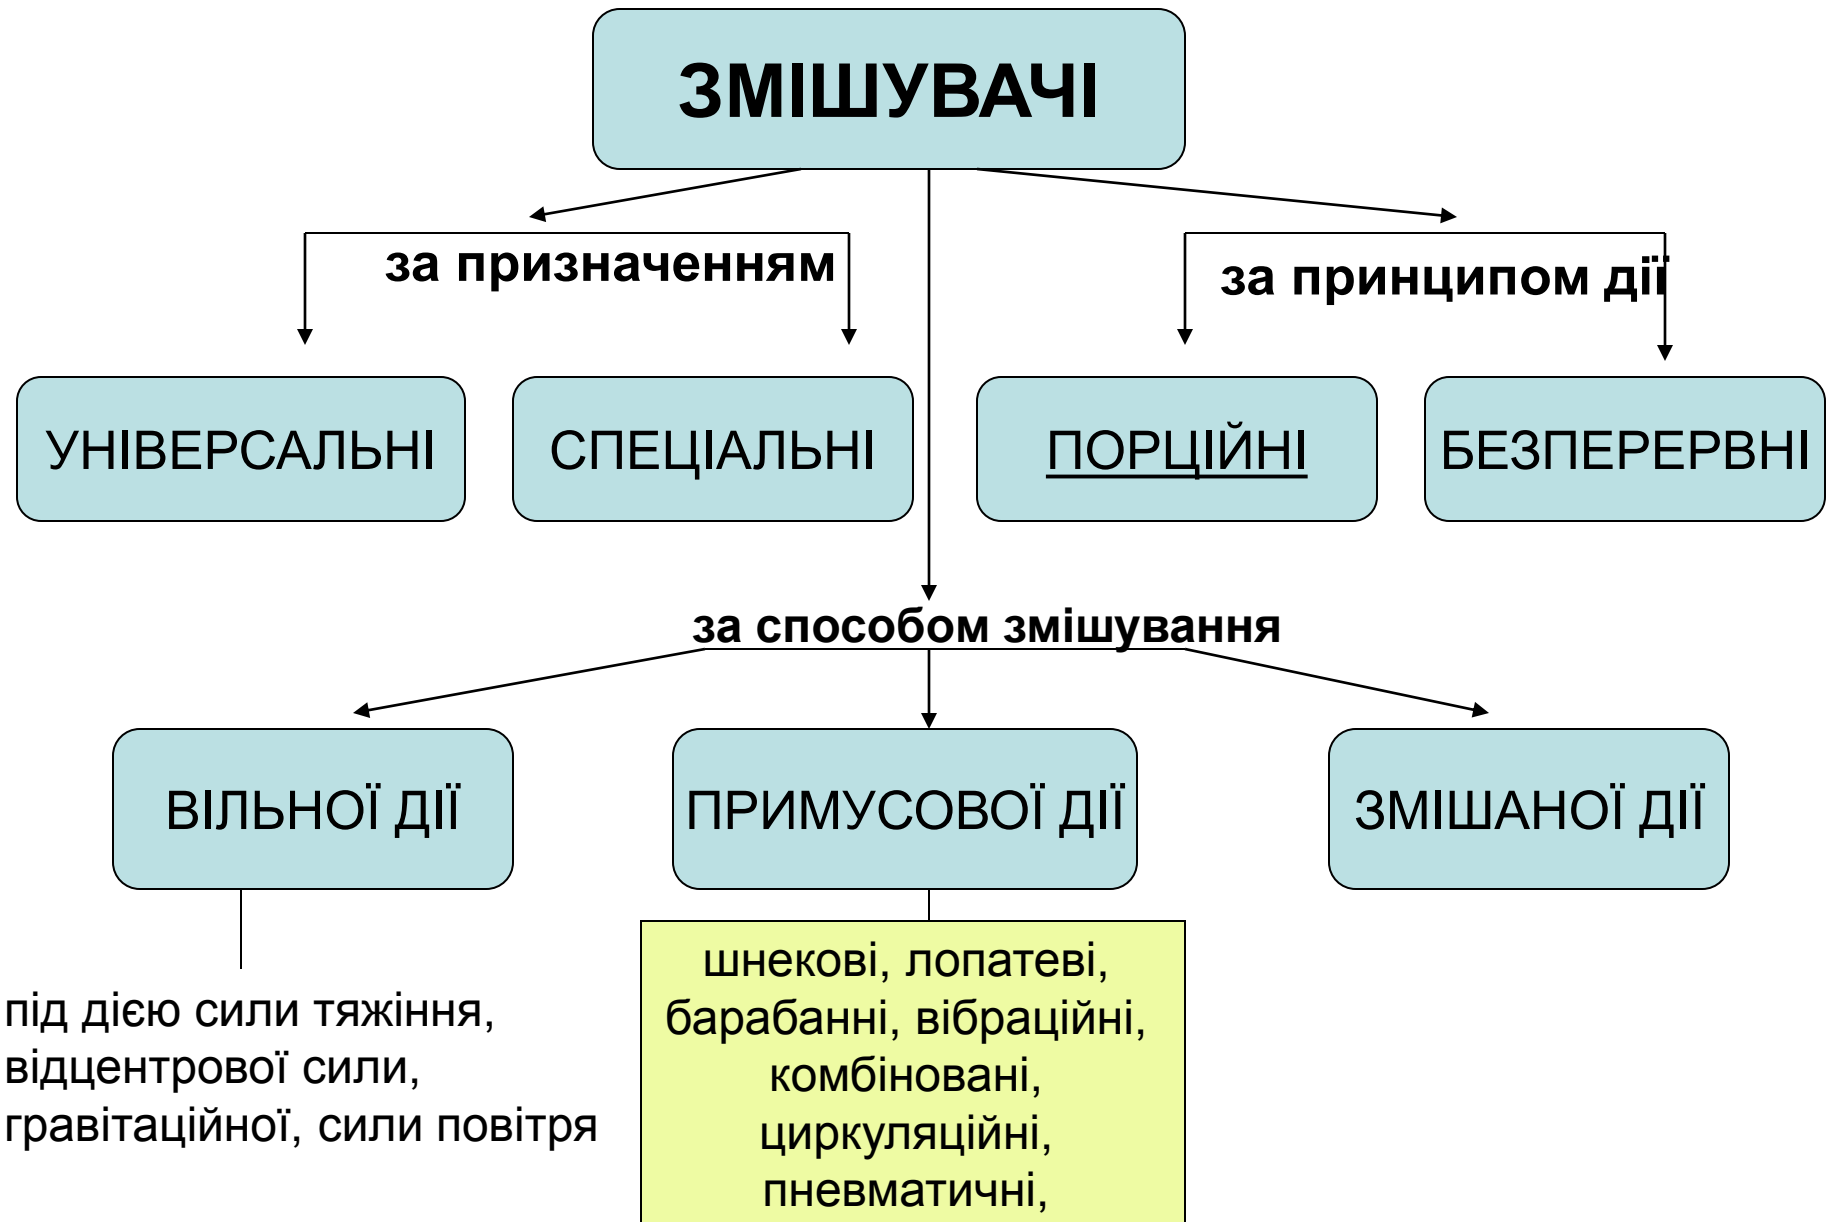 ЗМІШУВАЧІ
за призначенням
за принципом дії
УНІВЕРСАЛЬНІ
СПЕЦІАЛЬНІ
ПОРЦІЙНІ
БЕЗПЕРЕРВНІ
за способом змішування
ВІЛЬНОЇ ДІЇ
ПРИМУСОВОЇ ДІЇ
ЗМІШАНОЇ ДІЇ
під дією сили тяжіння,
відцентрової сили,
гравітаційної, сили повітря
шнекові, лопатеві,
барабанні, вібраційні,
комбіновані,
циркуляційні,
пневматичні,